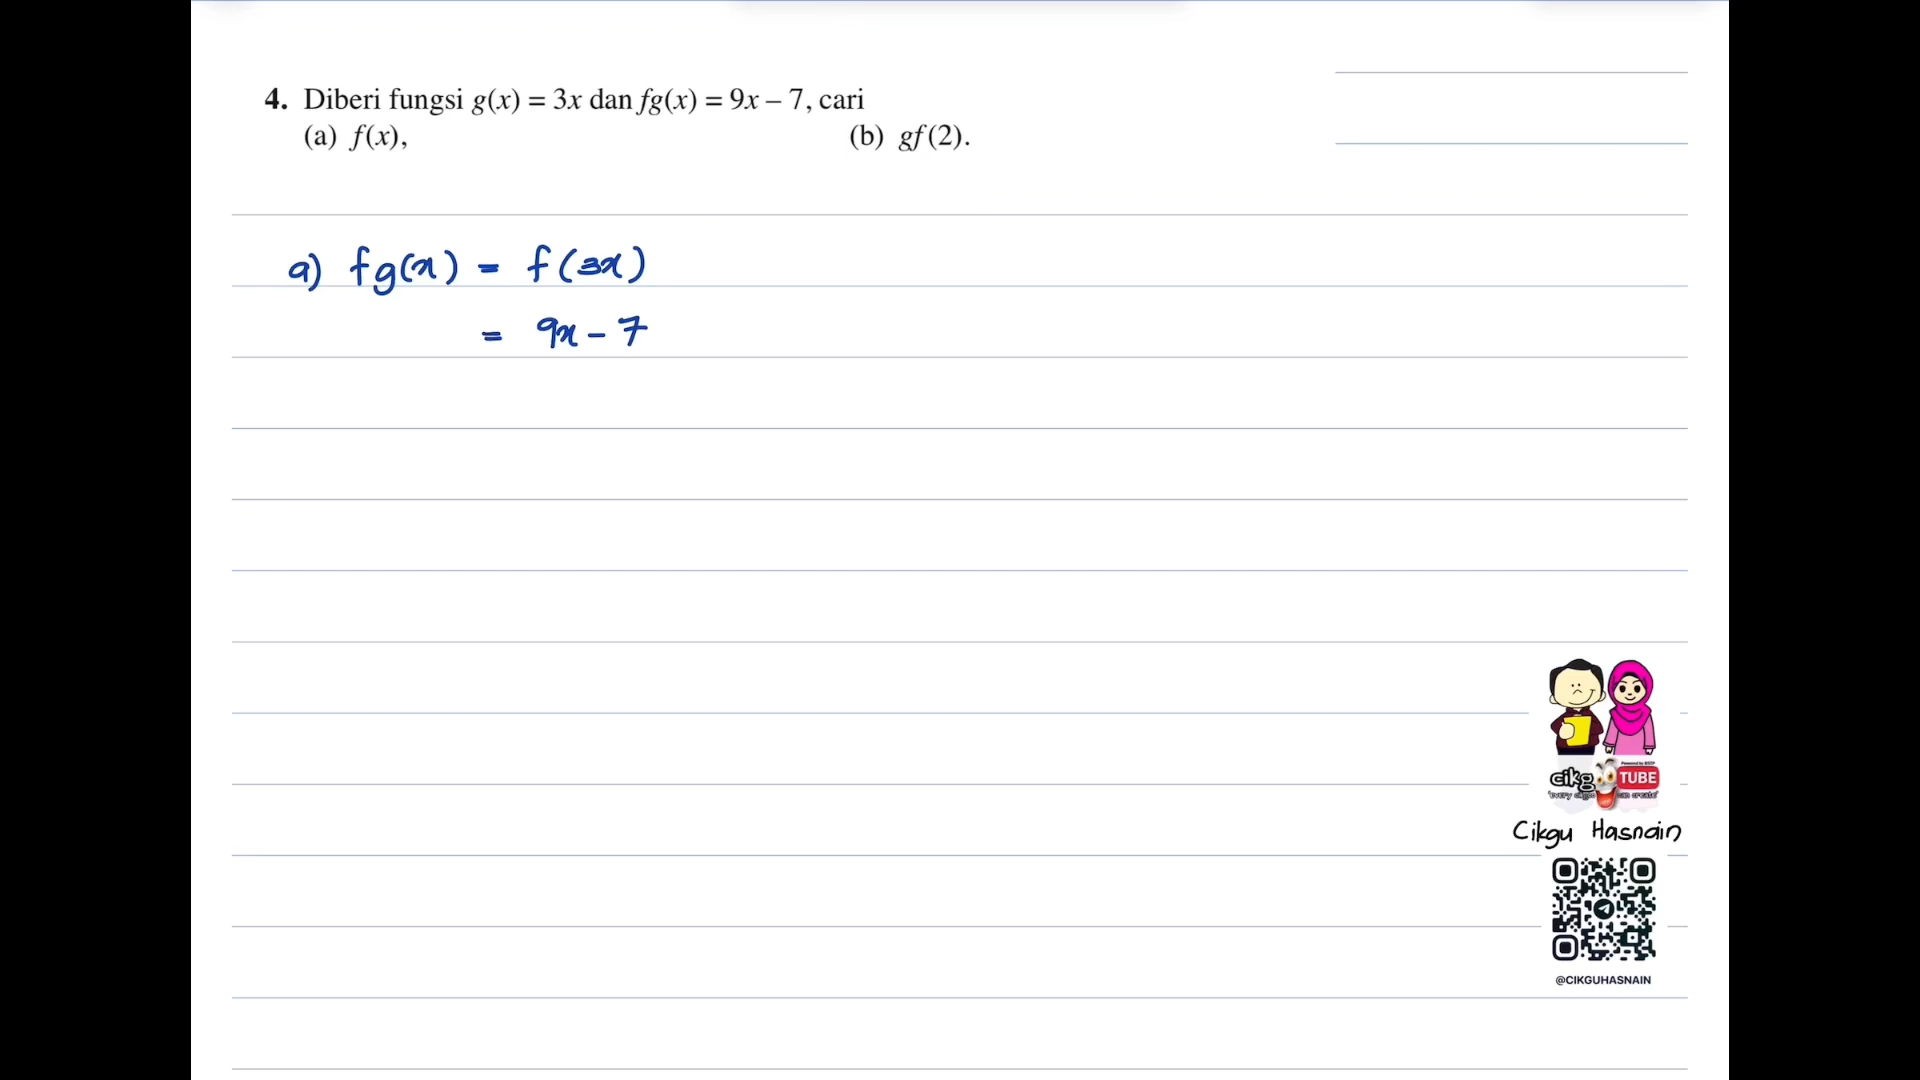 4. Diberi fungsi g(x) = 3x dan fg(x) = 9x – 7, cari
(a) f(x), (b) gf(2).
a) fg(x) = f(3x)
= 9x – 7
cikg TUBE
Cikgu Hasnain
@CIKGUHASNAIN